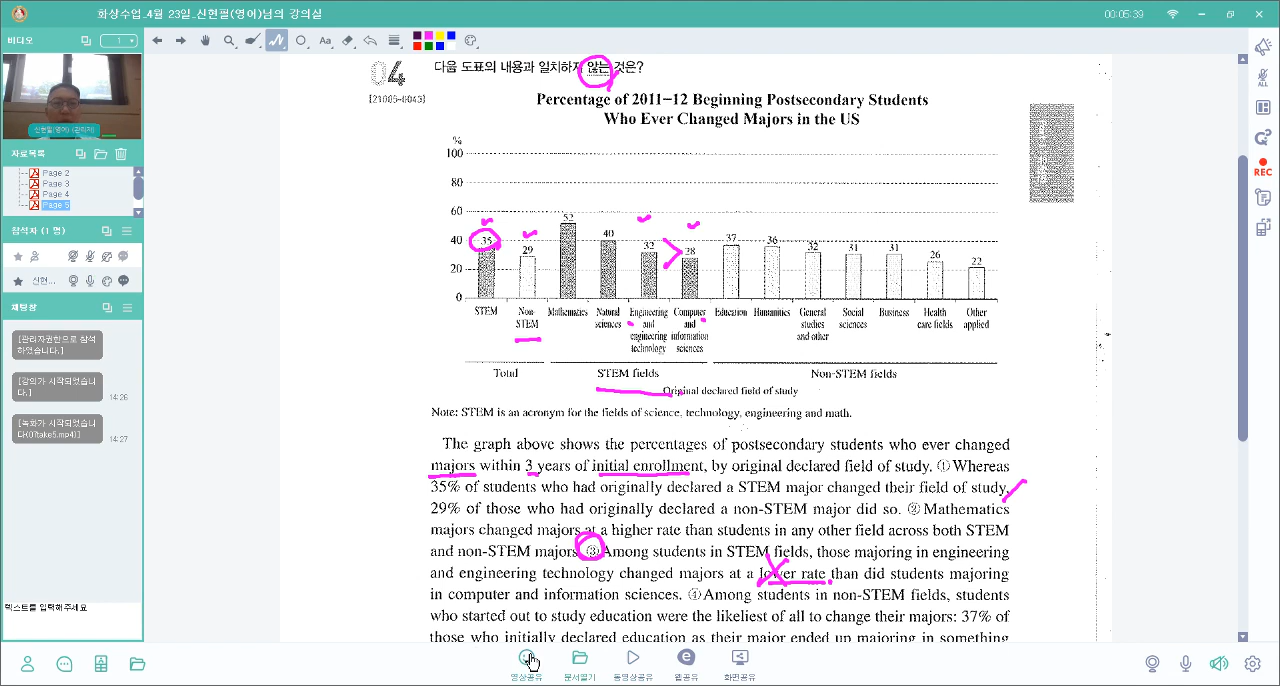 화상수업_4월 23일_신현필(영어)님의 강의실
00:05:39
비디오
1
신현필(영어) (관리자)
자료목록
Page 2
Page 3
Page 4
Page 5
참석자 (1 명)
신현...
채팅창
[관리자권한으로 참석하였습니다.]
[강의가 시작되었습니다.]
14:26
[녹화가 시작되었습니다(07take5.mp4)]
14:27
텍스트를 입력해주세요
Aa
ALL
REC
04
다음 도표의 내용과 일치하지 않는 것은?
[21005-0043]
Percentage of 2011−12 Beginning Postsecondary Students
Who Ever Changed Majors in the US
%
100
80
60
40
20
0
35
29
52
40
32
28
37
36
32
31
31
26
22
STEM
Non-STEM
Mathematics
Natural sciences
Engineering and engineering technology
Computer and information sciences
Education
Humanities
General studies and other
Social sciences
Business
Health care fields
Other applied
Total
STEM fields
Non-STEM fields
Original declared field of study
Note: STEM is an acronym for the fields of science, technology, engineering and math.
The graph above shows the percentages of postsecondary students who ever changed
majors within 3 years of initial enrollment, by original declared field of study. ① Whereas
35% of students who had originally declared a STEM major changed their field of study,
29% of those who had originally declared a non-STEM major did so. ② Mathematics
majors changed majors at a higher rate than students in any other field across both STEM
and non-STEM majors. ③ Among students in STEM fields, those majoring in engineering
and engineering technology changed majors at a lower rate than did students majoring
in computer and information sciences. ④ Among students in non-STEM fields, students
who started out to study education were the likeliest of all to change their majors: 37% of
those who initially declared education as their major ended up majoring in something
영상공유
문서열기
동영상공유
웹공유
화면공유